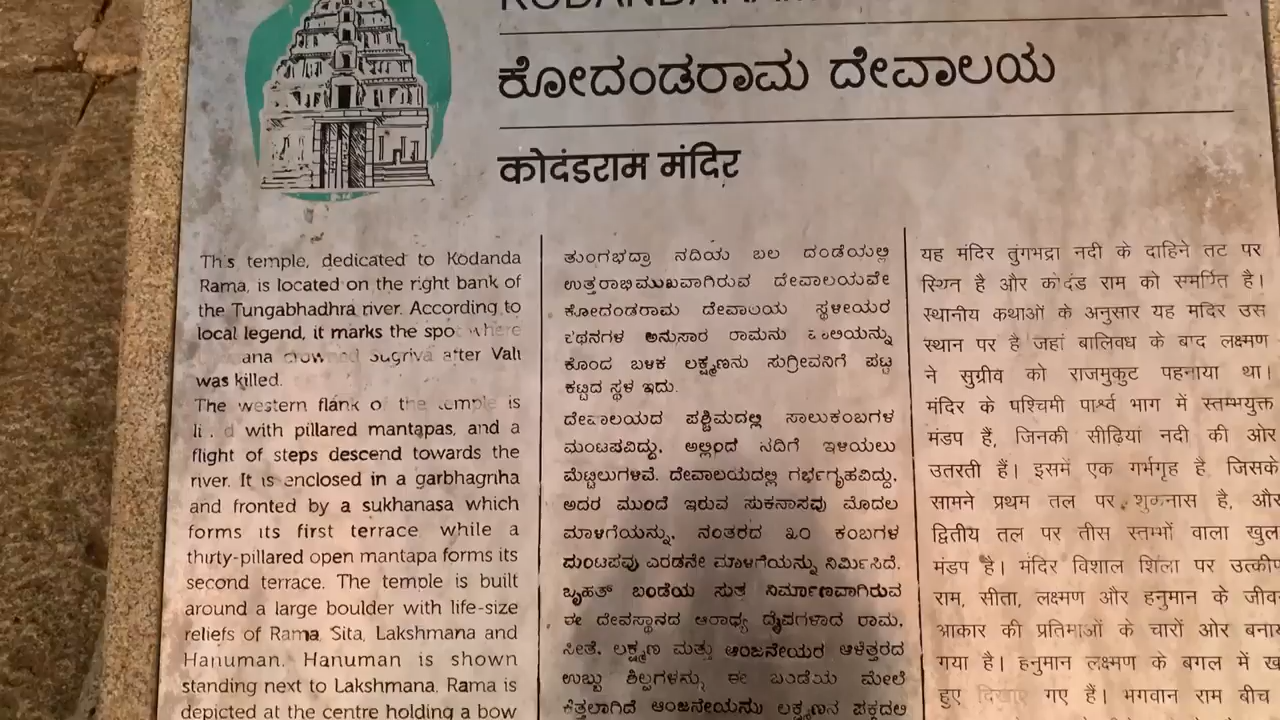 ಕೋದಂಡರಾಮ ದೇವಾಲಯ
कोदंडराम मंदिर
This temple, dedicated to Kodanda
Rama, is located on the right bank of
the Tungabhadhra river. According to
local legend, it marks the spot where
ana crowned Sugriva after Vali
was killed.
The western flank of the temple is
with pillared mantapas, and a
flight of steps descend towards the
river. It is enclosed in a garbhagriha
and fronted by a sukhanasa which
forms its first terrace while a
thirty-pillared open mantapa forms its
second terrace. The temple is built
around a large boulder with life-size
reliefs of Rama, Sita, Lakshmana and
Hanuman. Hanuman is shown
standing next to Lakshmana. Rama is
depicted at the centre holding a bow
ತುಂಗಭದ್ರಾ ನದಿಯ ಬಲ ದಂಡೆಯಲ್ಲಿ
ಉತ್ತರಾಭಿಮುಖವಾಗಿರುವ ದೇವಾಲಯವೇ
ಕೋದಂಡರಾಮ ದೇವಾಲಯ ಸ್ಥಳೀಯರ
ಕಥನಗಳ ಅನುಸಾರ ರಾಮನು ವಾಲಿಯನ್ನು
ಕೊಂದ ಬಳಿಕ ಲಕ್ಷ್ಮಣನು ಸುಗ್ರೀವನಿಗೆ ಪಟ್ಟ
ಕಟ್ಟಿದ ಸ್ಥಳ ಇದು.
ದೇವಾಲಯದ ಪಶ್ಚಿಮದಲ್ಲಿ ಸಾಲುಕಂಬಗಳ
ಮಂಟಪವಿದ್ದು, ಅಲ್ಲಿಂದ ನದಿಗೆ ಇಳಿಯಲು
ಮೆಟ್ಟಿಲುಗಳಿವೆ. ದೇವಾಲಯದಲ್ಲಿ ಗರ್ಭಗೃಹವಿದ್ದು,
ಅದರ ಮುಂದೆ ಇರುವ ಸುಕನಾಸವು ಮೊದಲ
ಮಾಳಿಗೆಯನ್ನು, ನಂತರದ ೩೦ ಕಂಬಗಳ
ಮಂಟಪವು ಎರಡನೇ ಮಾಳಿಗೆಯನ್ನು ನಿರ್ಮಿಸಿದೆ.
ಬೃಹತ್ ಬಂಡೆಯ ಸುತ್ತ ನಿರ್ಮಾಣವಾಗಿರುವ
ಈ ದೇವಸ್ಥಾನದ ಆರಾಧ್ಯ ದೈವಗಳಾದ ರಾಮ,
ಸೀತೆ, ಲಕ್ಷ್ಮಣ ಮತ್ತು ಆಂಜನೇಯರ ಆಳೆತ್ತರದ
ಉಬ್ಬು ಶಿಲ್ಪಗಳನ್ನು ಈ ಬಂಡೆಯ ಮೇಲೆ
ಕೆತ್ತಲಾಗಿದೆ ಆಂಜನೇಯನು ಲಕ್ಷ್ಮಣನ ಪಕ್ಕದಲ್ಲಿ
यह मंदिर तुंगभद्रा नदी के दाहिने तट पर
स्थित है और कोदंड राम को समर्पित है।
स्थानीय कथाओं के अनुसार यह मंदिर उस
स्थान पर है जहां बालिवध के बाद लक्ष्मण
ने सुग्रीव को राजमुकुट पहनाया था।
मंदिर के पश्चिमी पार्श्व भाग में स्तम्भयुक्त
मंडप हैं, जिनकी सीढ़िया नदी की ओर
उतरती हैं। इसमें एक गर्भगृह है जिसके
सामने प्रथम तल पर शुकनास है, और
द्वितीय तल पर तीस स्तम्भों वाला
मंडप है। मंदिर विशाल शिला पर
राम, सीता, लक्ष्मण और हनुमान के
आकार की प्रतिमाओं के चारों ओर
गया है। हनुमान लक्ष्मण के बगल में
हुए दिखाए गए हैं। भगवान राम बीच